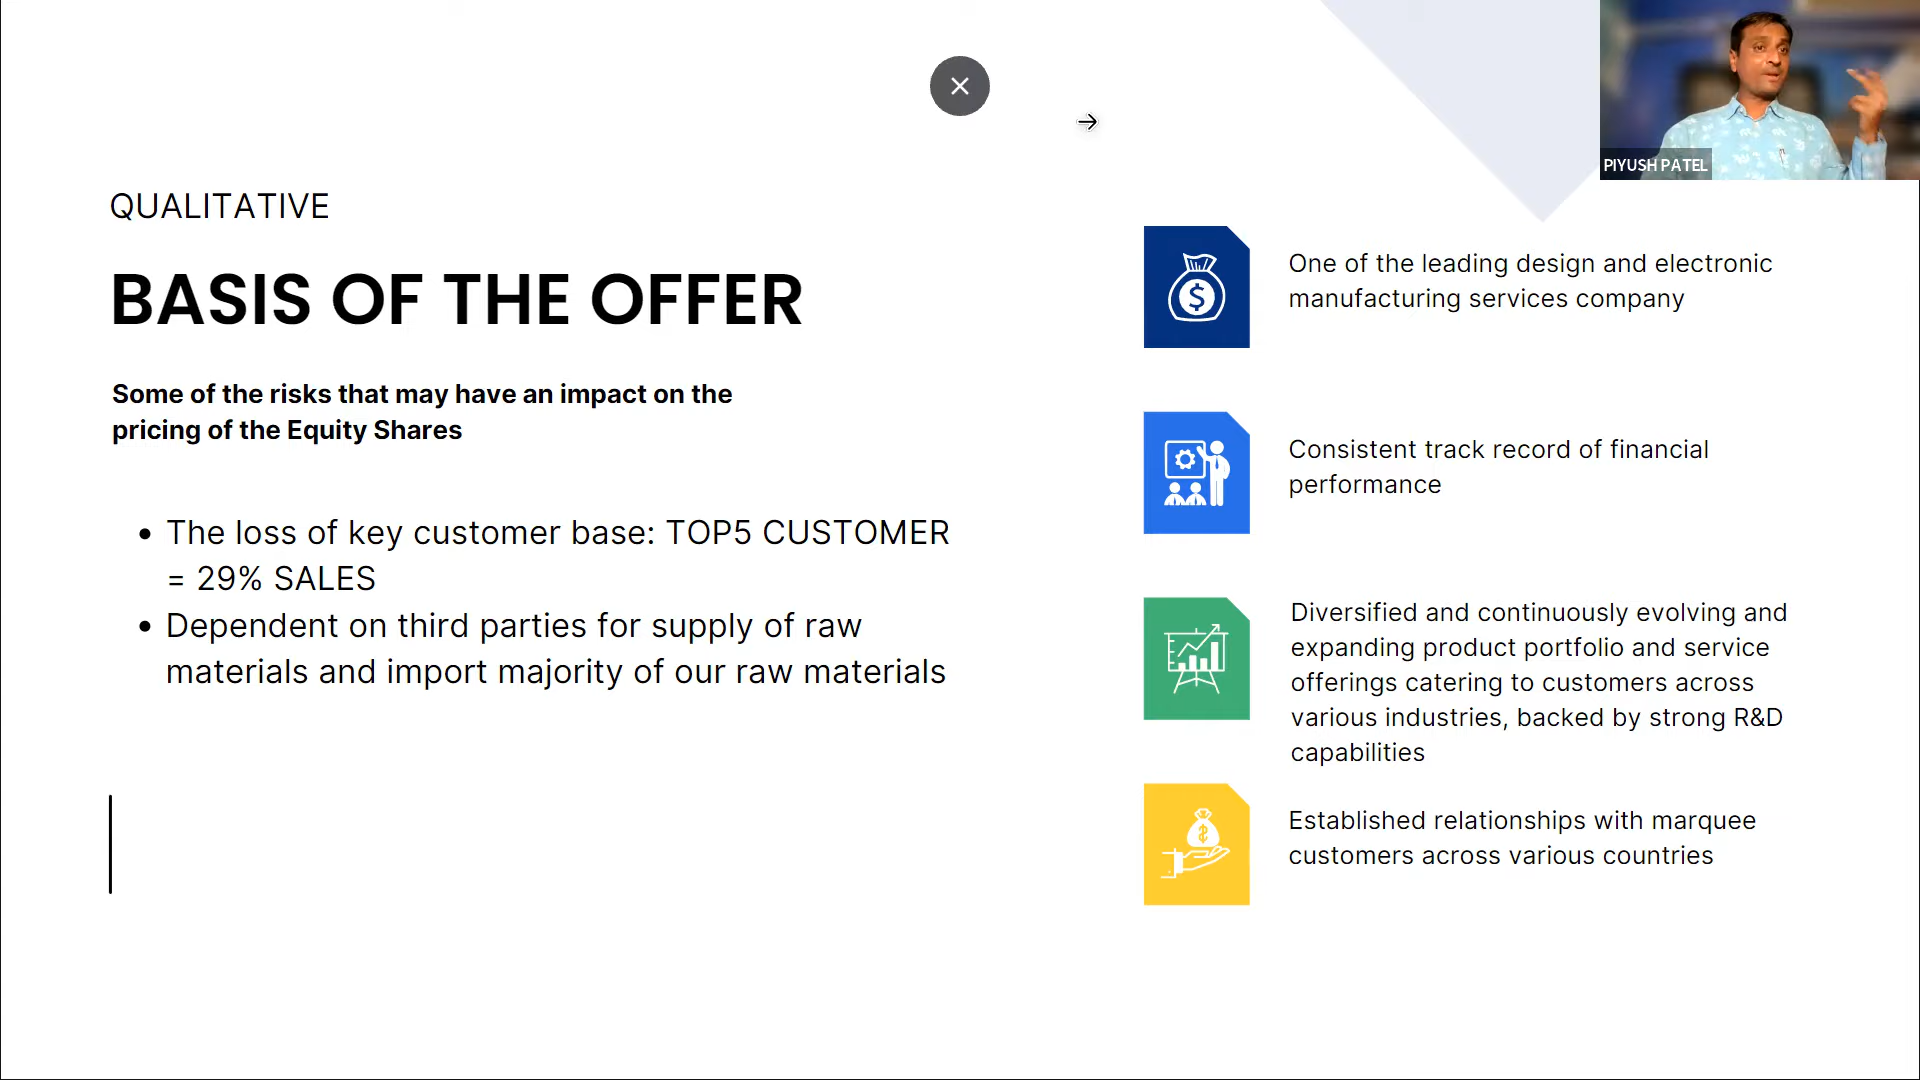 PIYUSH PATEL
QUALITATIVE
BASIS OF THE OFFER
Some of the risks that may have an impact on the
pricing of the Equity Shares
• The loss of key customer base: TOP5 CUSTOMER
= 29% SALES
• Dependent on third parties for supply of raw
materials and import majority of our raw materials
One of the leading design and electronic
manufacturing services company
Consistent track record of financial
performance
Diversified and continuously evolving and
expanding product portfolio and service
offerings catering to customers across
various industries, backed by strong R&D
capabilities
Established relationships with marquee
customers across various countries